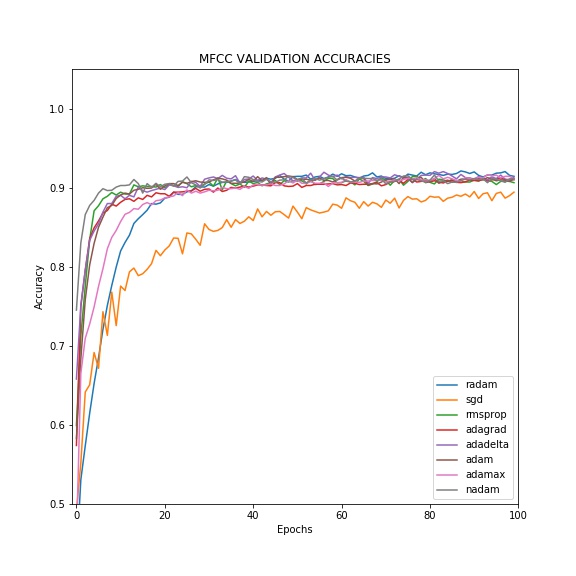 MFCC VALIDATION ACCURACIES
Accuracy
1.0
0.9
0.8
0.7
0.6
0.5
0 20 40 60 80 100
Epochs
radam
sgd
rmsprop
adagrad
adadelta
adam
adamax
nadam